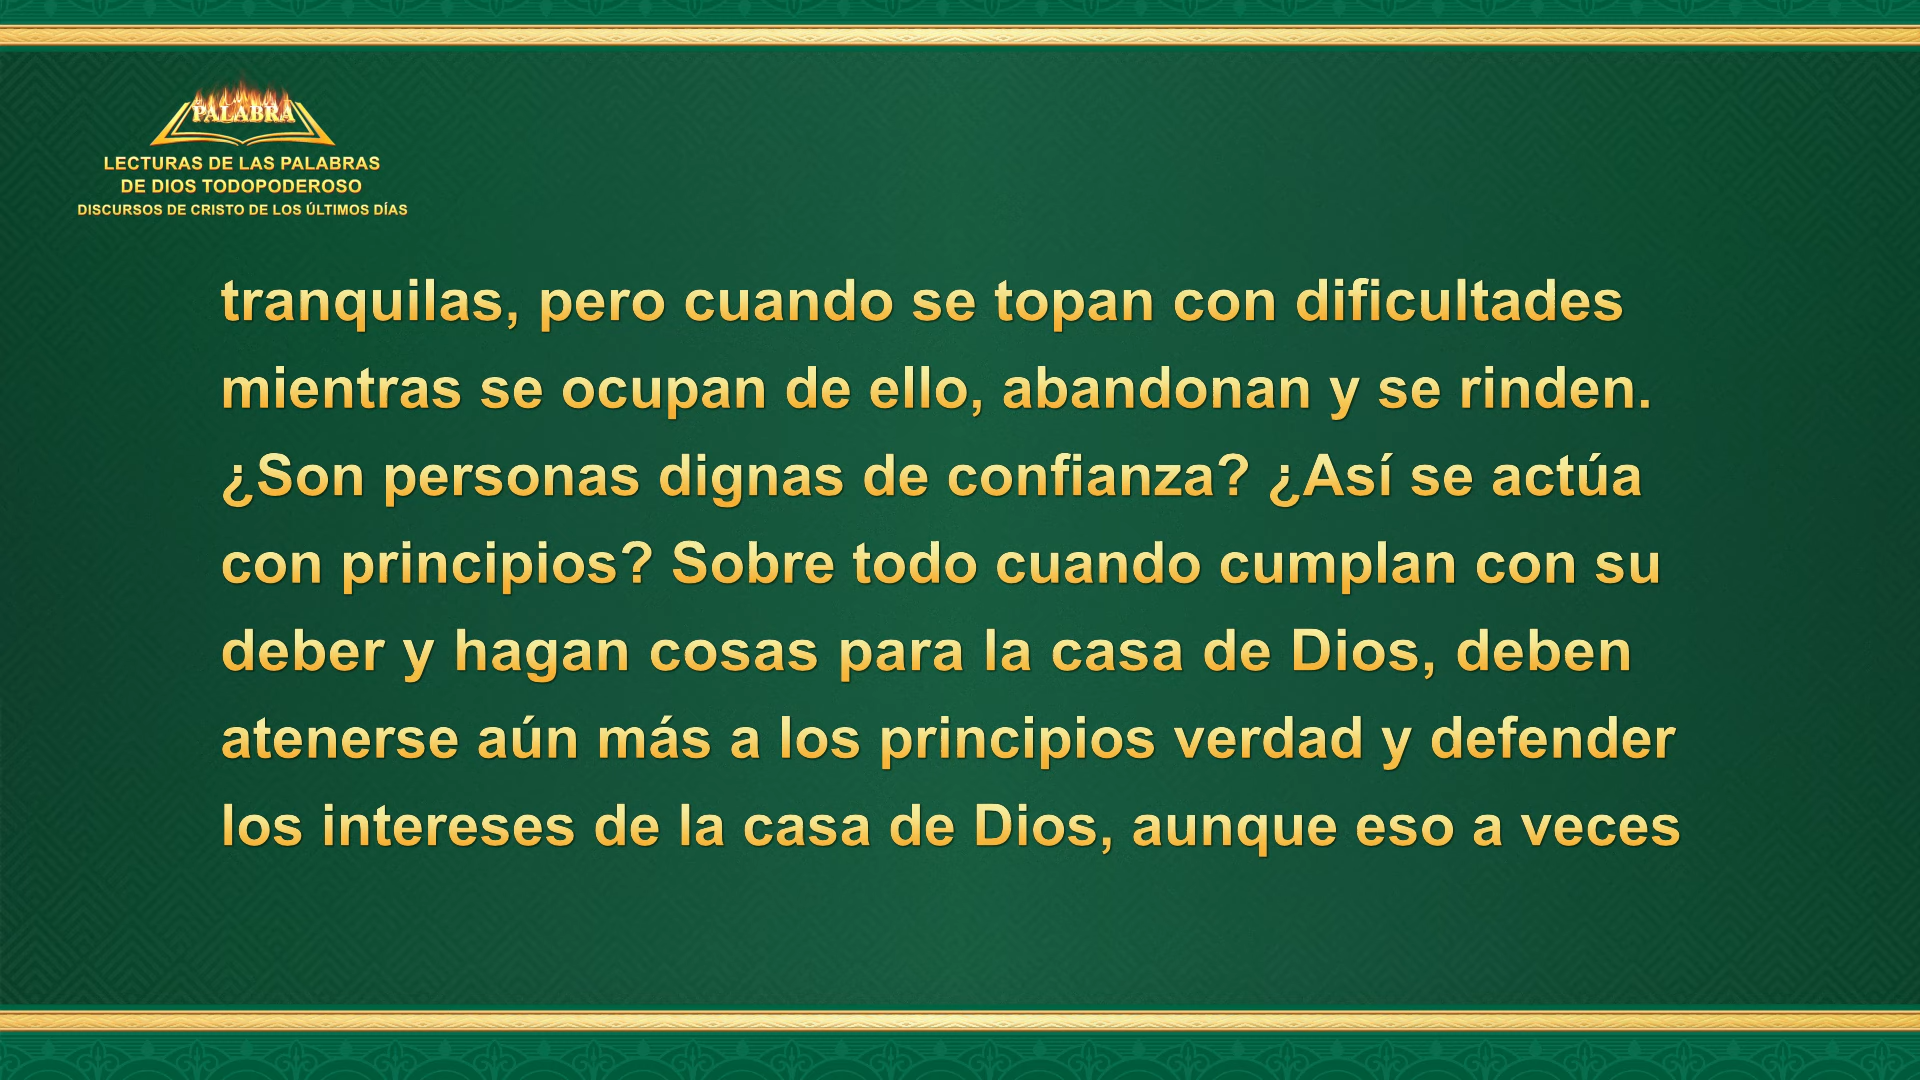 PALABRA
LECTURAS DE LAS PALABRAS
DE DIOS TODOPODEROSO
DISCURSOS DE CRISTO DE LOS ÚLTIMOS DÍAS
tranquilas, pero cuando se topan con dificultades
mientras se ocupan de ello, abandonan y se rinden.
¿Son personas dignas de confianza? ¿Así se actúa
con principios? Sobre todo cuando cumplan con su
deber y hagan cosas para la casa de Dios, deben
atenerse aún más a los principios verdad y defender
los intereses de la casa de Dios, aunque eso a veces